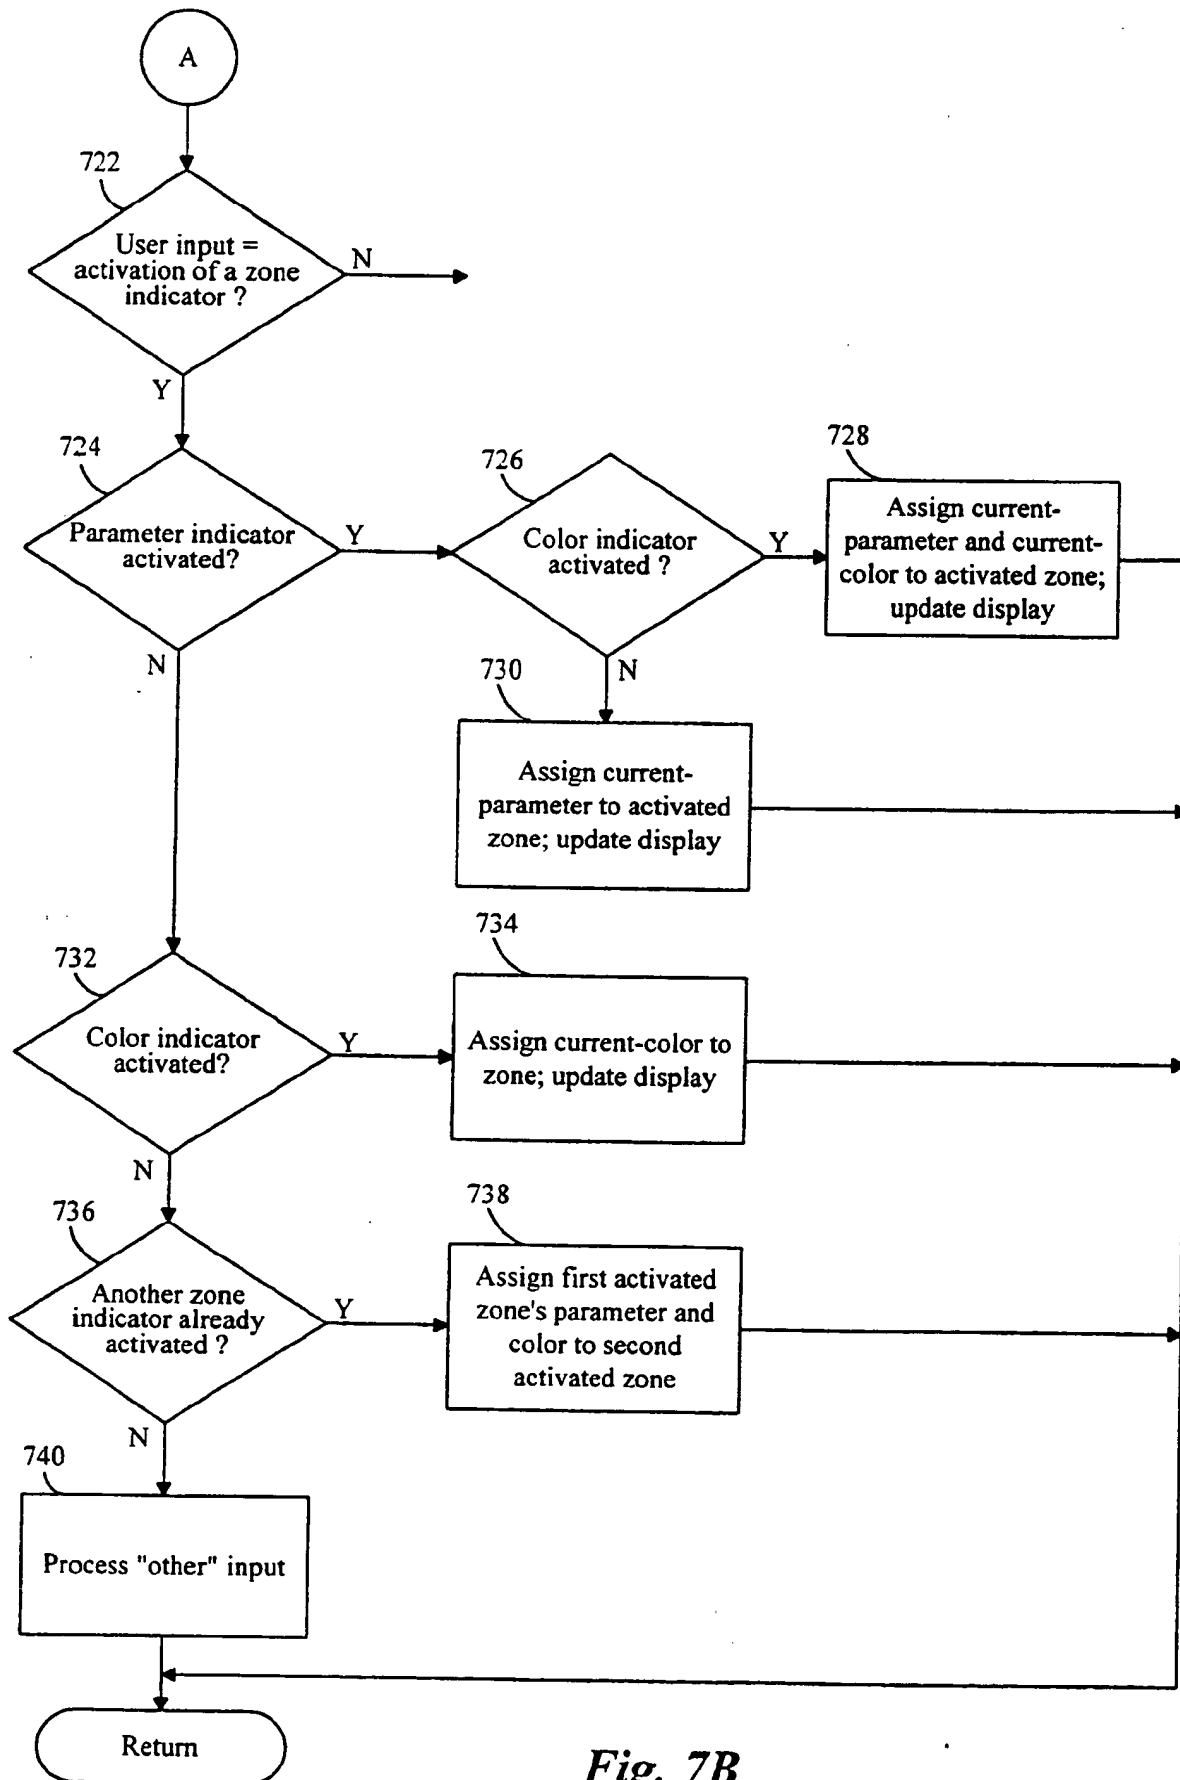 A
722
User input =
activation of a zone
indicator ?
N
Y
724
Parameter indicator
activated?
Y
N
726
Color indicator
activated ?
Y
N
728
Assign current-
parameter and current-
color to activated zone;
update display
730
Assign current-
parameter to activated
zone; update display
732
Color indicator
activated?
Y
N
734
Assign current-color to
zone; update display
736
Another zone
indicator already
activated ?
Y
N
738
Assign first activated
zone's parameter and
color to second
activated zone
740
Process "other" input
Return
Fig. 7B